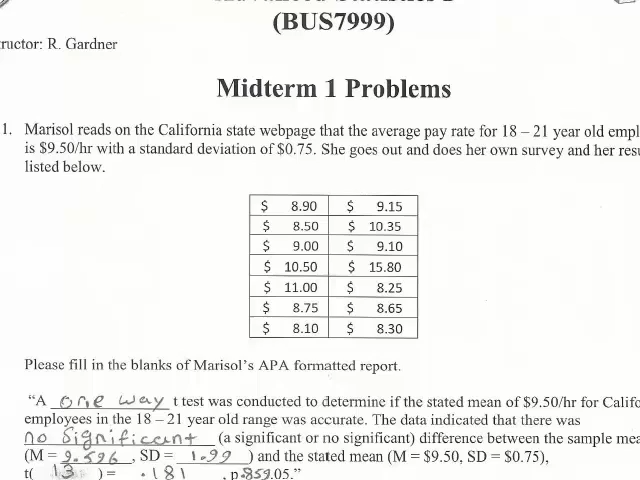 (BUS7999)
ructor: R. Gardner
Midterm 1 Problems
1. Marisol reads on the California state webpage that the average pay rate for 18 – 21 year old empl
is $9.50/hr with a standard deviation of $0.75. She goes out and does her own survey and her resu
listed below.
$ 8.90 $ 9.15
$ 8.50 $ 10.35
$ 9.00 $ 9.10
$ 10.50 $ 15.80
$ 11.00 $ 8.25
$ 8.75 $ 8.65
$ 8.10 $ 8.30
Please fill in the blanks of Marisol's APA formatted report.
"A one way t test was conducted to determine if the stated mean of $9.50/hr for Califo
employees in the 18 – 21 year old range was accurate. The data indicated that there was
no significant (a significant or no significant) difference between the sample mea
(M = 9.596, SD = 1.99) and the stated mean (M = $9.50, SD = $0.75),
t( 13 ) = .181 , p.859.05."